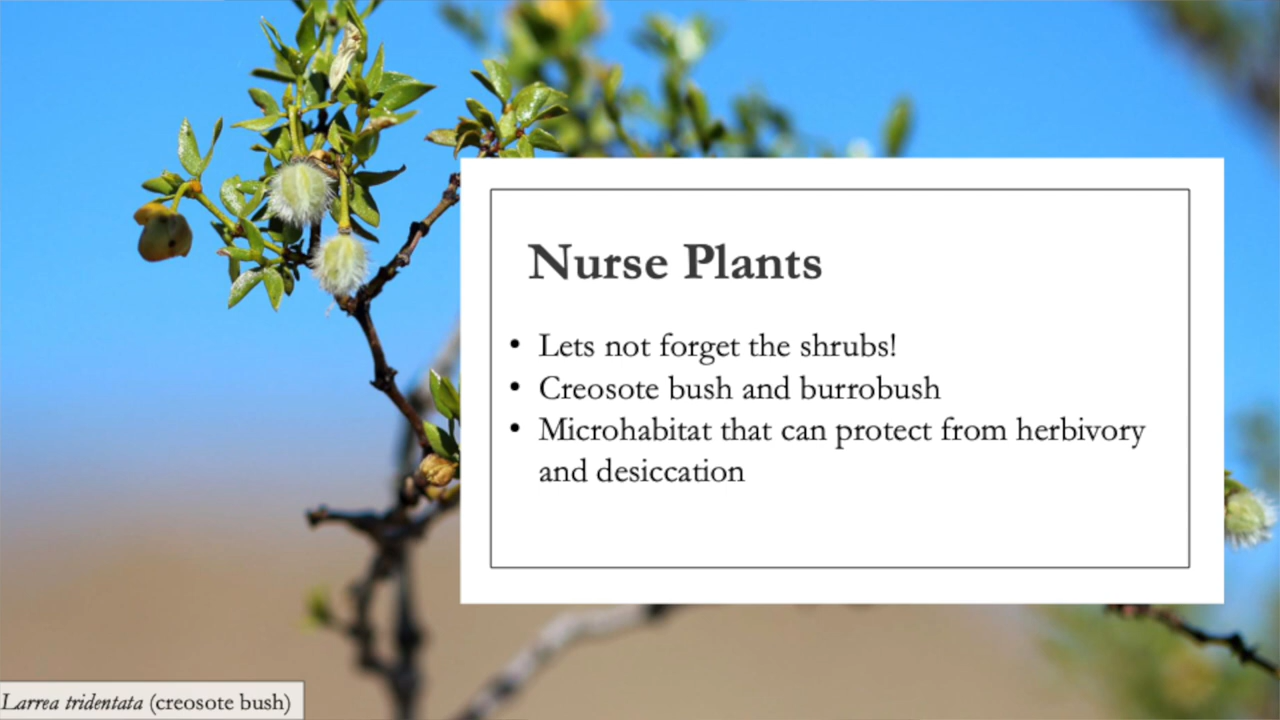 Nurse Plants
• Lets not forget the shrubs!
• Creosote bush and burrobush
• Microhabitat that can protect from herbivory
and desiccation
Larrea tridentata (creosote bush)